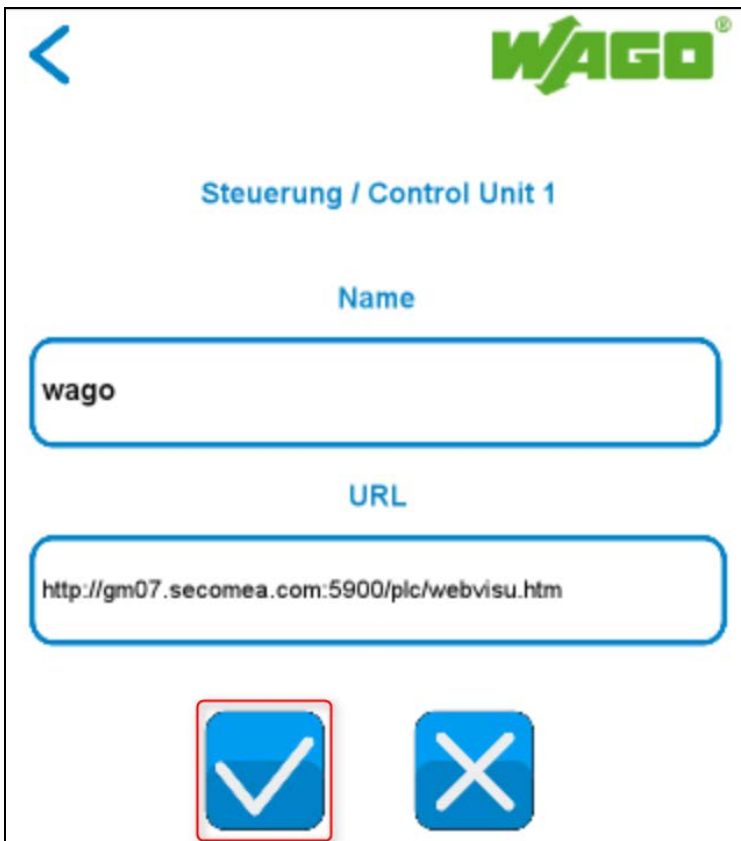 WAGO®
Steuerung / Control Unit 1
Name
wago
URL
http://gm07.secomea.com:5900/plc/webvisu.htm